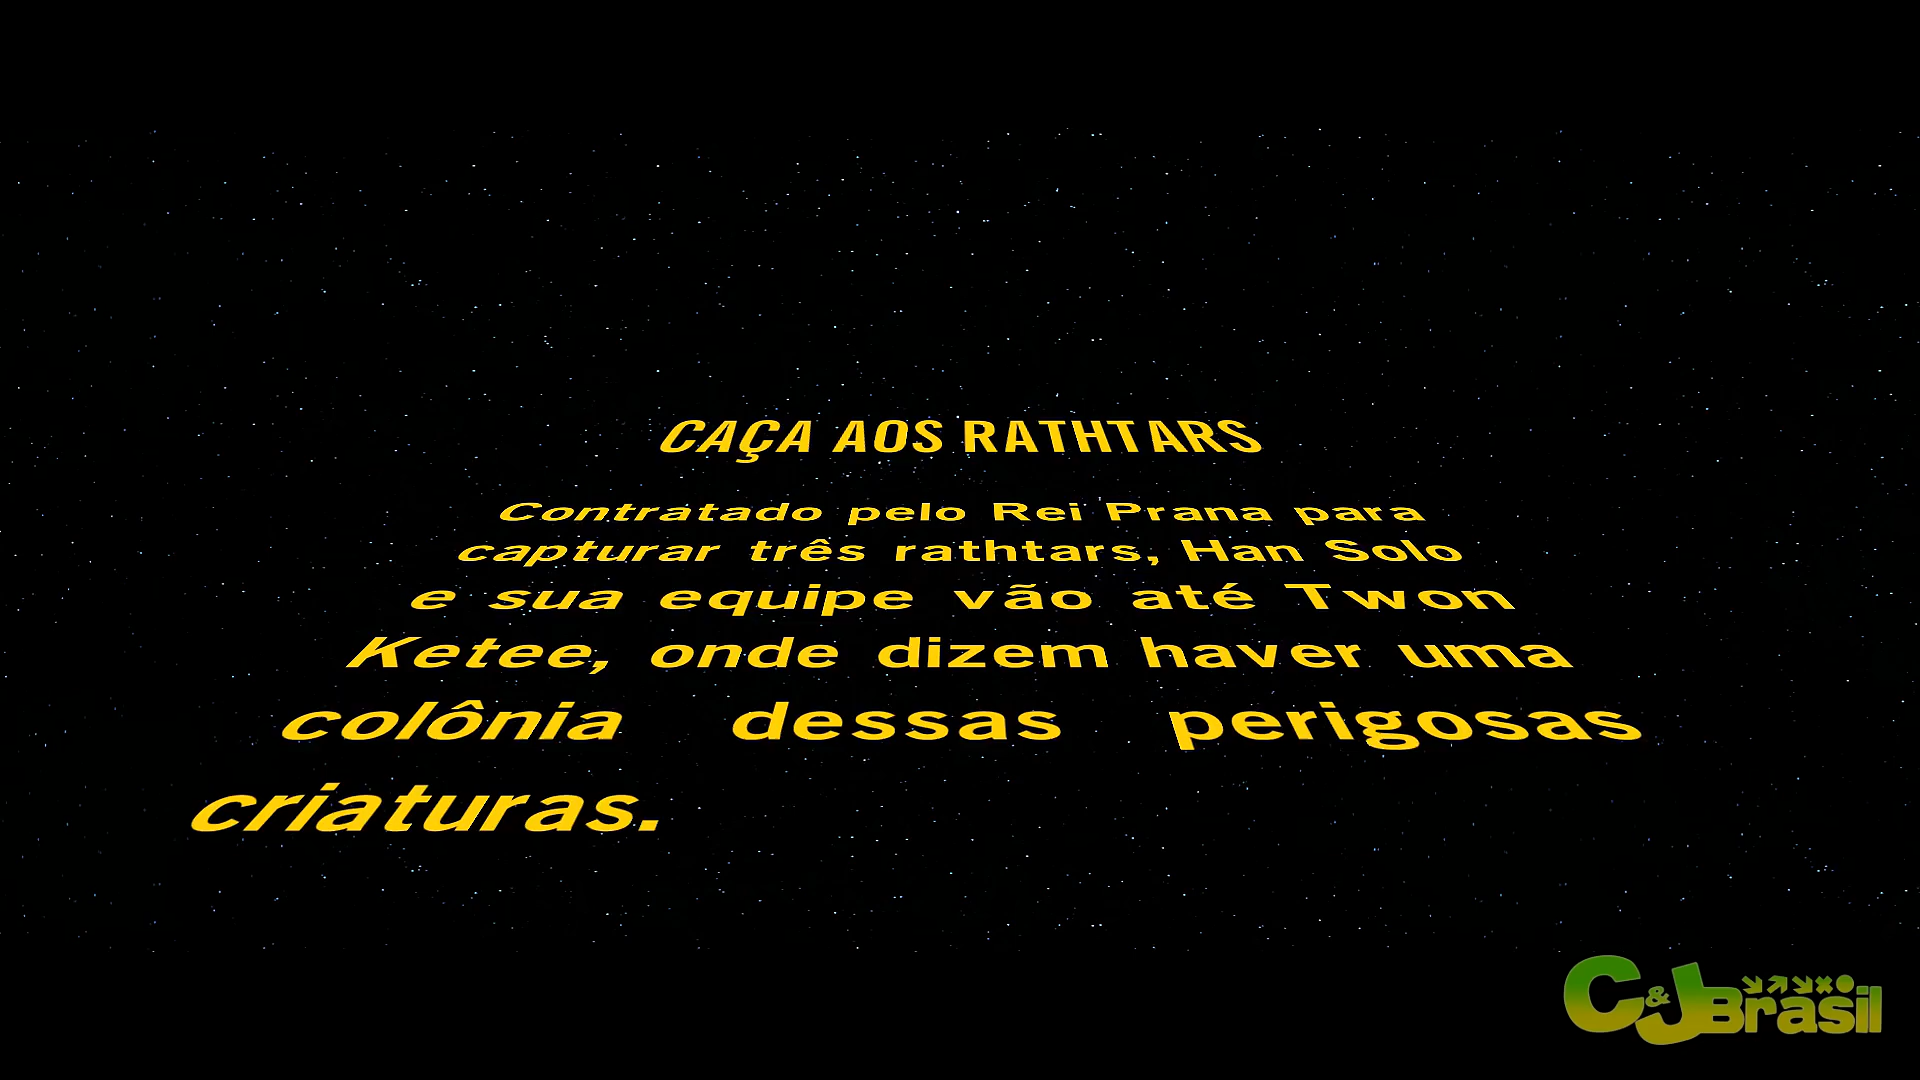 CAÇA AOS RATHTARS
Contratado pelo Rei Prana para
capturar três rathtars, Han Solo
e sua equipe vão até Twon
Ketee, onde dizem haver uma
colônia dessas perigosas
criaturas.
C&J Brasil